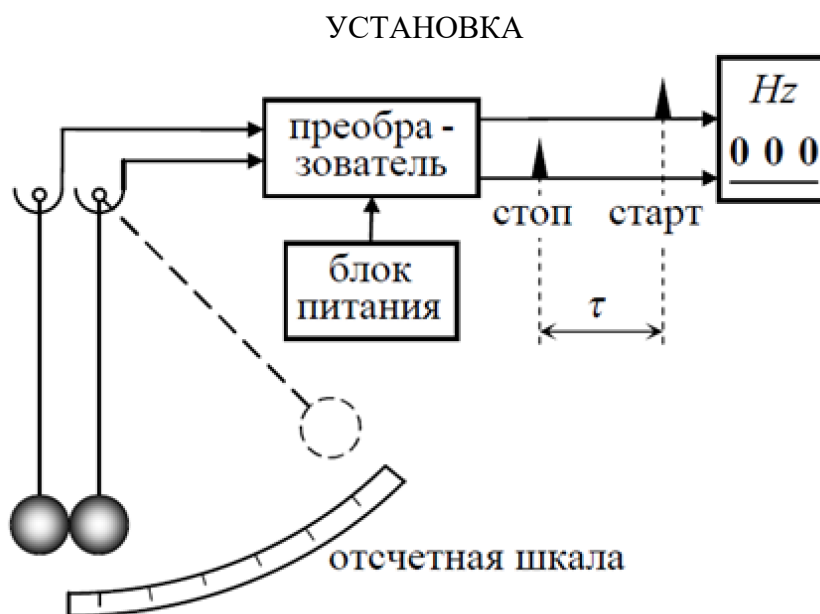 УСТАНОВКА
преобра -
зователь
Hz
0 0 0
стоп
старт
блок
питания
τ
отсчетная шкала